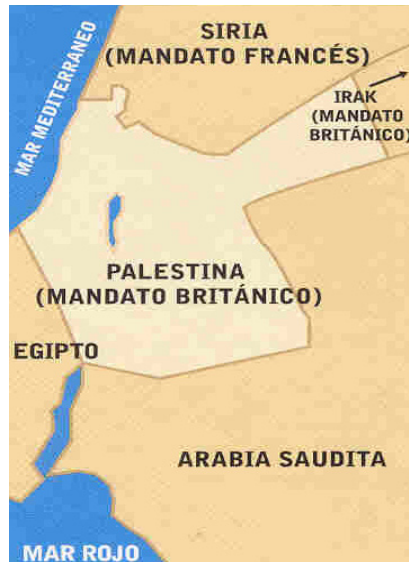 SIRIA
(MANDATO FRANCÉS)
MAR MEDITERRANEO
IRAK
(MANDATO
BRITÁNICO)
PALESTINA
(MANDATO BRITÁNICO)
EGIPTO
ARABIA SAUDITA
MAR ROJO